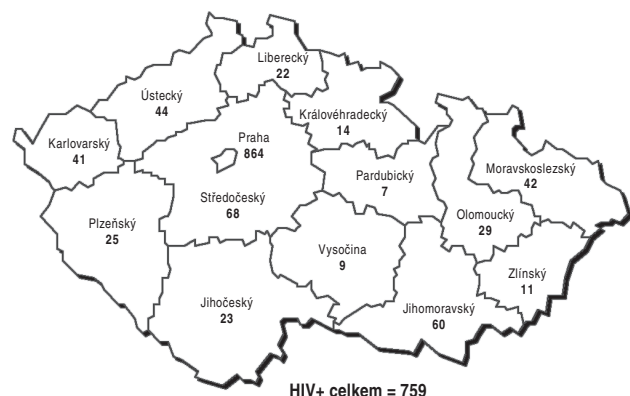 Liberecký
22
Ústecký
44
Královéhradecký
14
Karlovarský
41
Praha
864
Moravskoslezský
42
Pardubický
7
Středočeský
68
Olomoucký
29
Plzeňský
25
Vysočina
9
Zlínský
11
Jihočeský
23
Jihomoravský
60
HIV+ celkem = 759